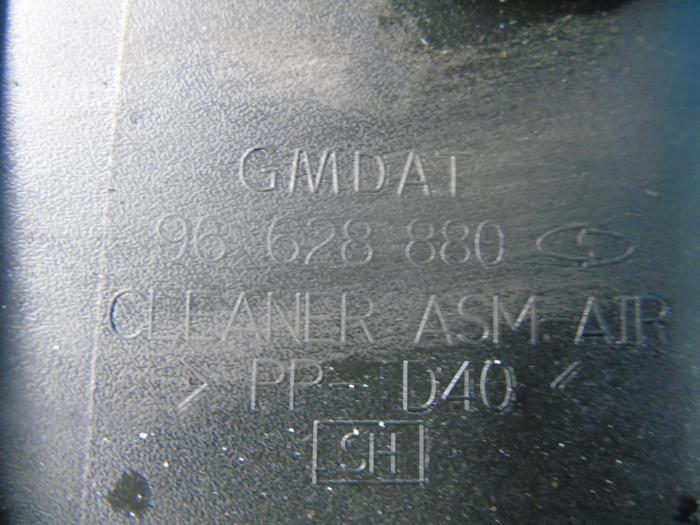 GMDAT
96 628 880
CLEANER ASM-AIR
> PP- D40 <
SH